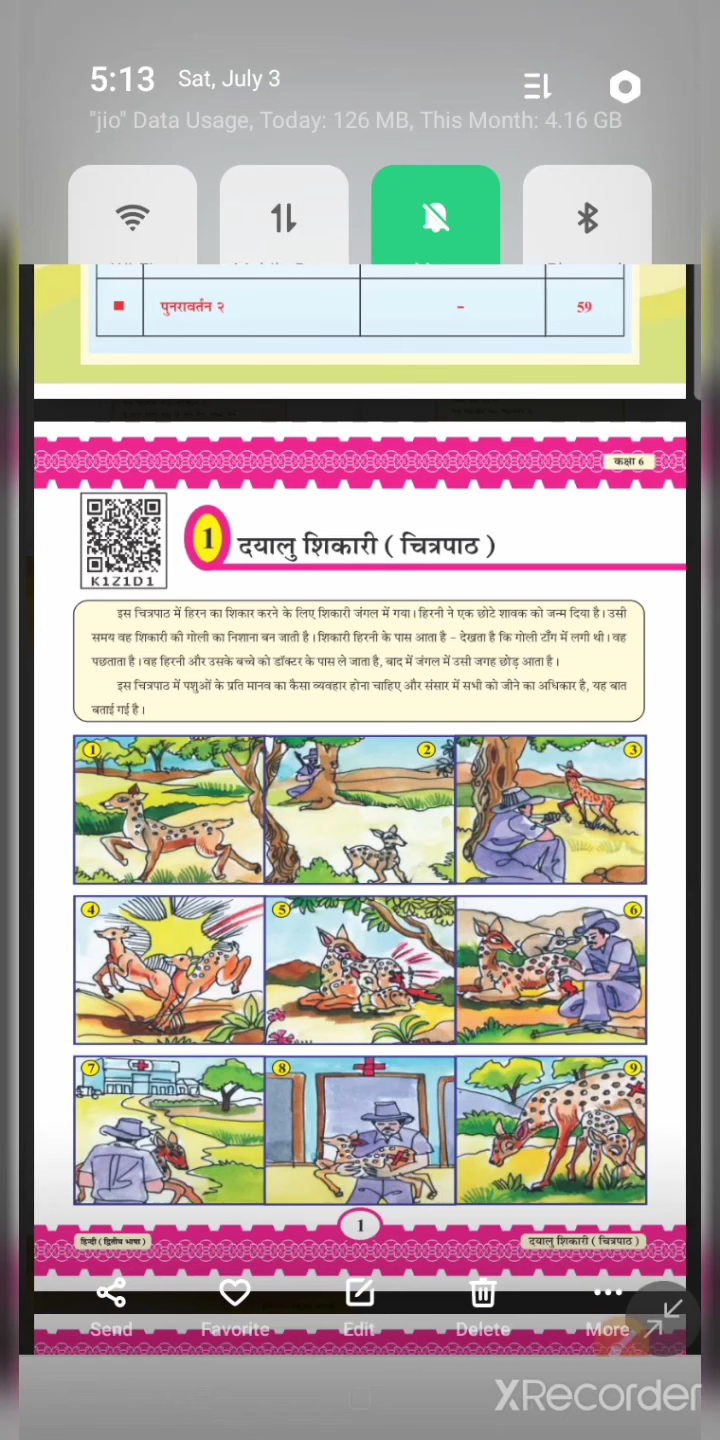 5:13 Sat, July 3
"jio" Data Usage, Today: 126 MB, This Month: 4.16 GB
पुनरावर्तन २ - 59
कक्षा 6
K1Z1D1
1 दयालु शिकारी ( चित्रपाठ )
इस चित्रपाठ में हिरन का शिकार करने के लिए शिकारी जंगल में गया। हिरनी ने एक छोटे शावक को जन्म दिया है। उसी
समय वह शिकारी की गोली का निशाना बन जाती है। शिकारी हिरनी के पास आता है – देखता है कि गोली टाँग में लगी थी। वह
पछताता है। वह हिरनी और उसके बच्चे को डॉक्टर के पास ले जाता है, बाद में जंगल में उसी जगह छोड़ आता है।
इस चित्रपाठ में पशुओं के प्रति मानव का कैसा व्यवहार होना चाहिए और संसार में सभी को जीने का अधिकार है, यह बात
बताई गई है।
1 2 3
4 5 6
7 8 9
1
हिन्दी ( द्वितीय भाषा ) दयालु शिकारी ( चित्रपाठ )
Send Favorite Edit Delete More
XRecorder